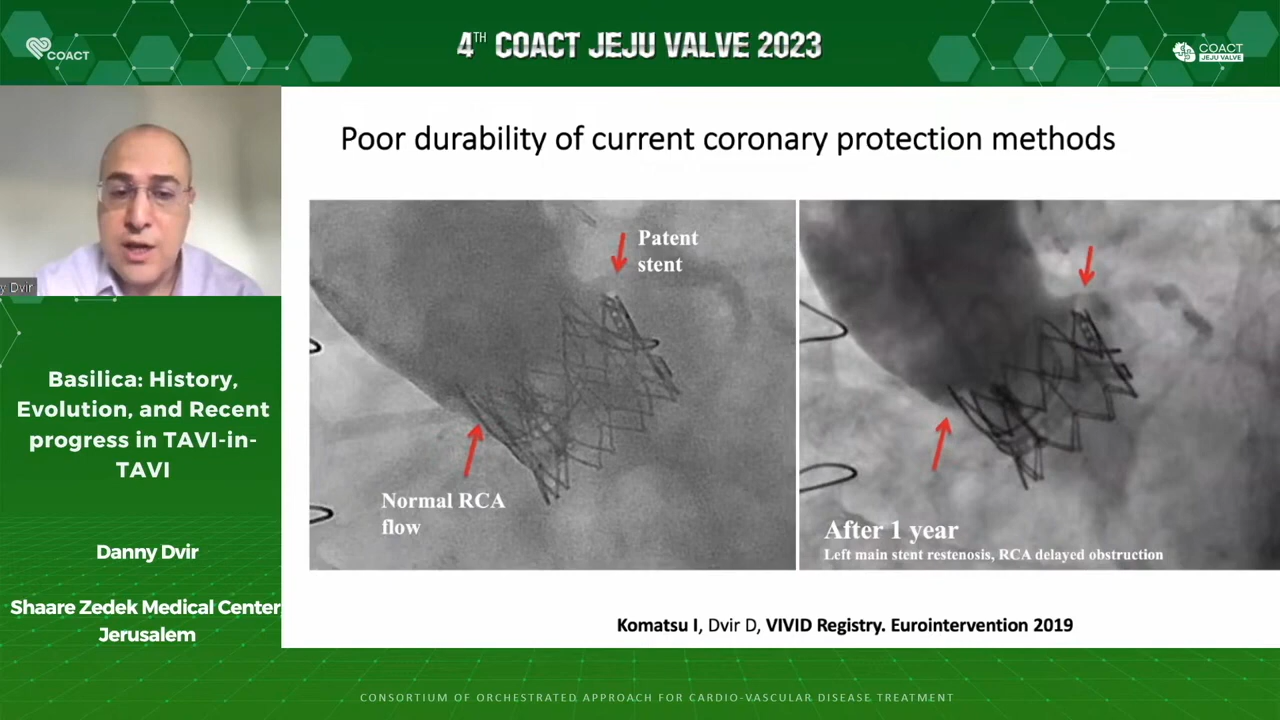 COACT
4TH COACT JEJU VALVE 2023
COACT
JEJU VALVE
y Dvir
Basilica: History,
Evolution, and Recent
progress in TAVI-in-
TAVI
Danny Dvir
Shaare Zedek Medical Center,
Jerusalem
Poor durability of current coronary protection methods
Patent
stent
Normal RCA
flow
After 1 year
Left main stent restenosis, RCA delayed obstruction
Komatsu I, Dvir D, VIVID Registry. Eurointervention 2019
CONSORTIUM OF ORCHESTRATED APPROACH FOR CARDIO-VASCULAR DISEASE TREATMENT